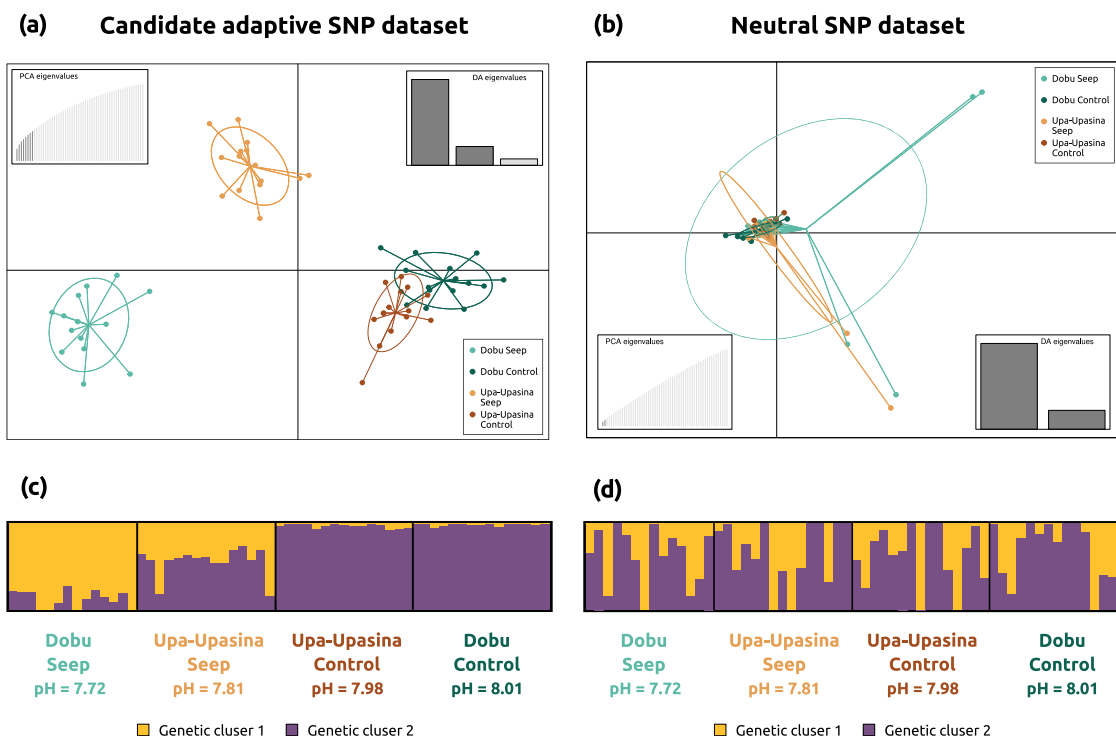 (a) Candidate adaptive SNP dataset
PCA eigenvalues
DA eigenvalues
Dobu Seep
Dobu Control
Upa-Upasina
Seep
Upa-Upasina
Control
(b) Neutral SNP dataset
Dobu Seep
Dobu Control
Upa-Upasina
Seep
Upa-Upasina
Control
PCA eigenvalues
DA eigenvalues
(c)
Dobu
Seep
pH = 7.72
Upa-Upasina
Seep
pH = 7.81
Upa-Upasina
Control
pH = 7.98
Dobu
Control
pH = 8.01
Genetic cluser 1
Genetic cluser 2
(d)
Dobu
Seep
pH = 7.72
Upa-Upasina
Seep
pH = 7.81
Upa-Upasina
Control
pH = 7.98
Dobu
Control
pH = 8.01
Genetic cluser 1
Genetic cluser 2